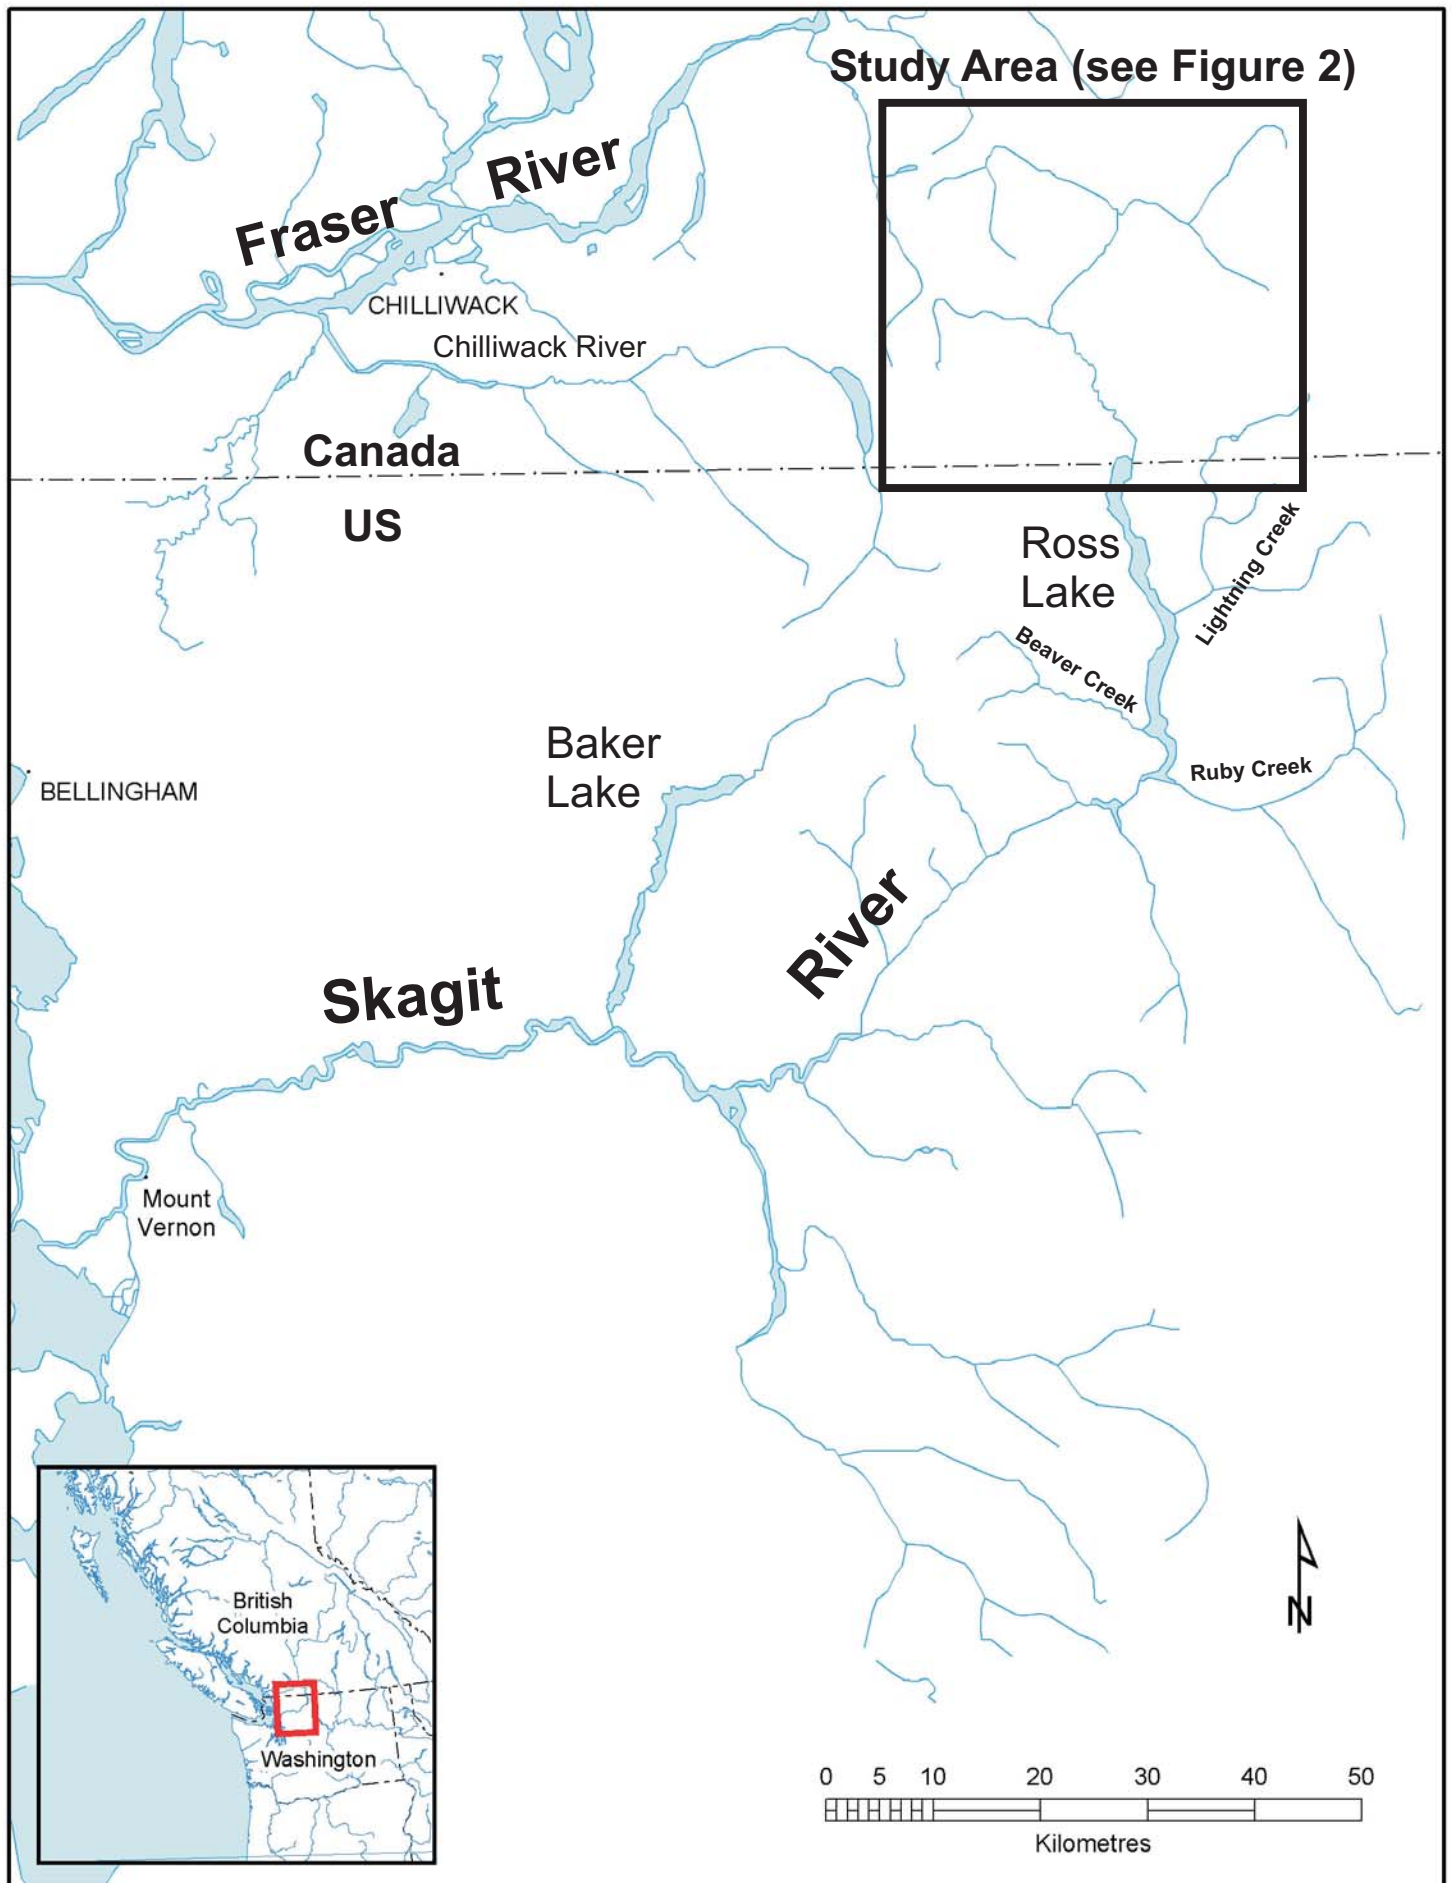 Study Area (see Figure 2)
Fraser River
CHILLIWACK
Chilliwack River
Canada
US
Ross
Lake
Lightning Creek
Beaver Creek
Baker
Lake
Ruby Creek
BELLINGHAM
Skagit River
Mount
Vernon
British
Columbia
Washington
N
0 5 10 20 30 40 50
Kilometres